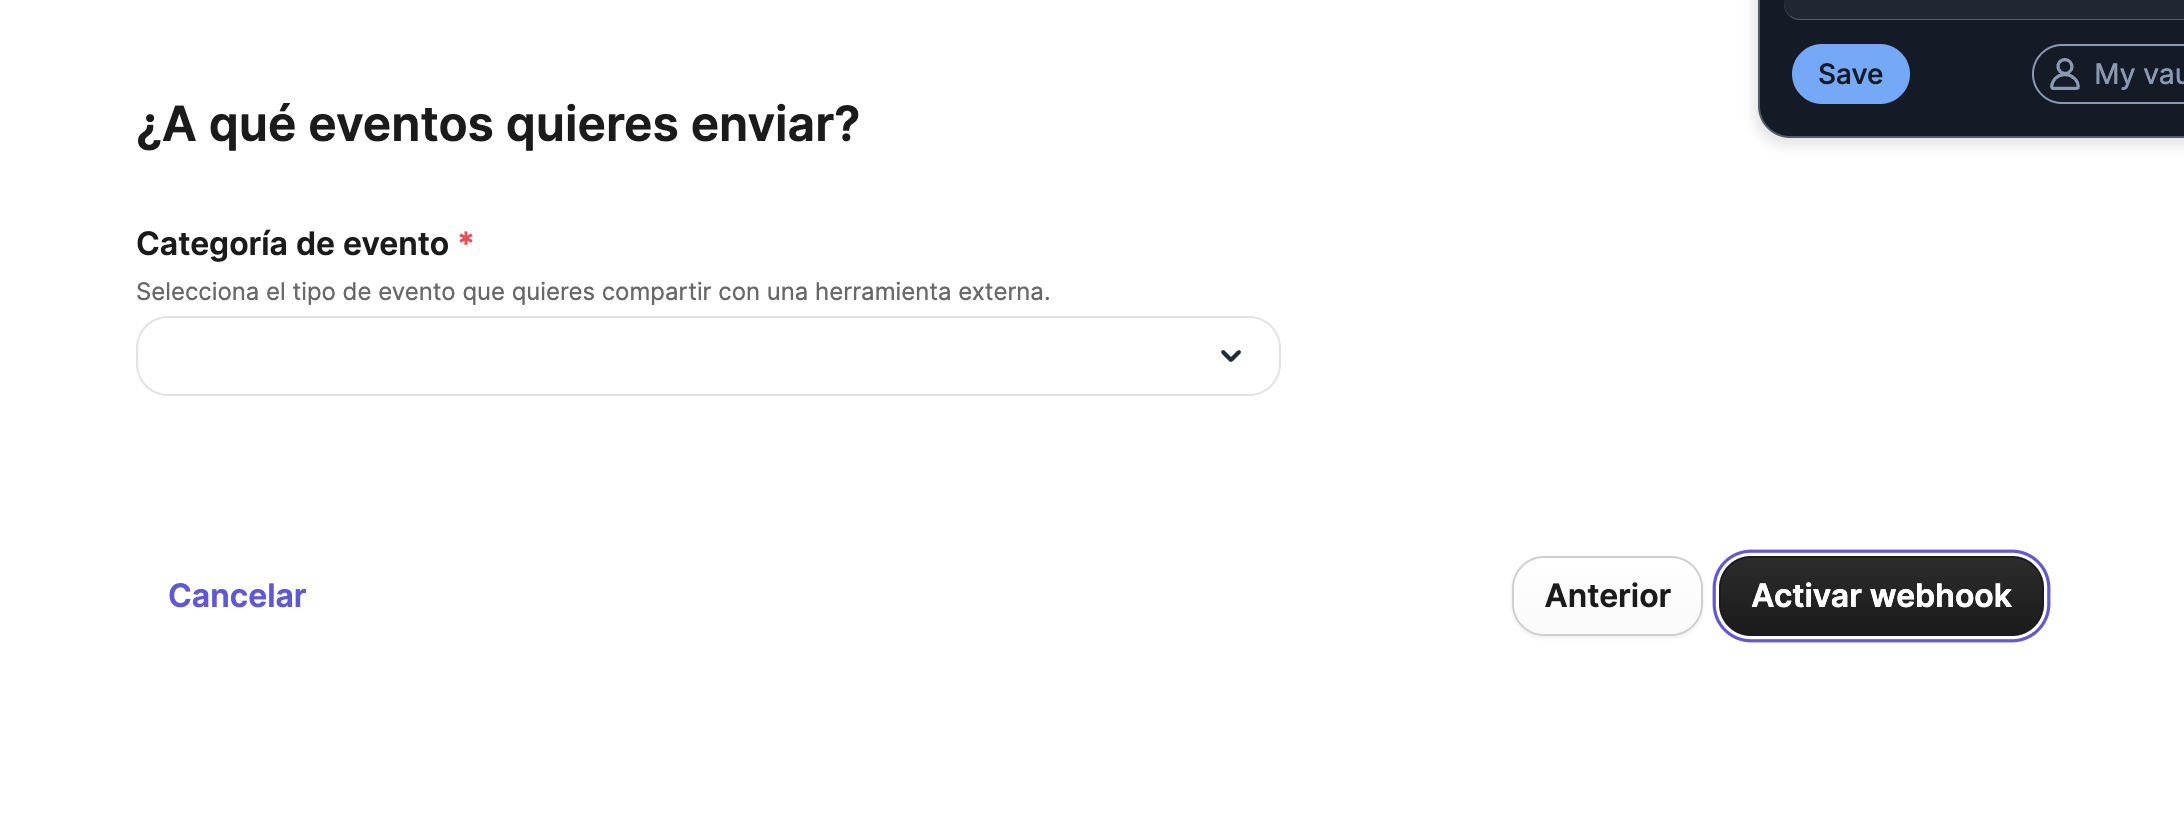 Save
My vau
¿A qué eventos quieres enviar?
Categoría de evento *
Selecciona el tipo de evento que quieres compartir con una herramienta externa.
Cancelar
Anterior
Activar webhook